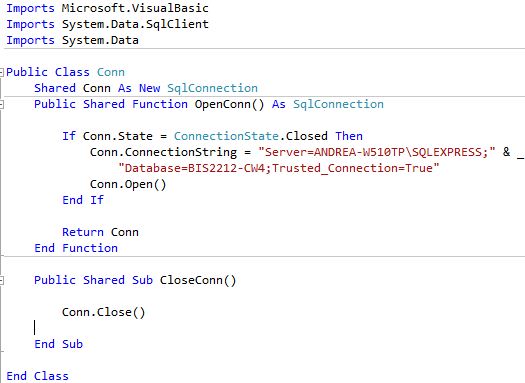 Imports Microsoft.VisualBasic
Imports System.Data.SqlClient
Imports System.Data
Public Class Conn
Shared Conn As New SqlConnection
Public Shared Function OpenConn() As SqlConnection
If Conn.State = ConnectionState.Closed Then
Conn.ConnectionString = "Server=ANDREA-W510TP\SQLEXPRESS;" & _
"Database=BIS2212-CW4;Trusted_Connection=True"
Conn.Open()
End If
Return Conn
End Function
Public Shared Sub CloseConn()
Conn.Close()
End Sub
End Class